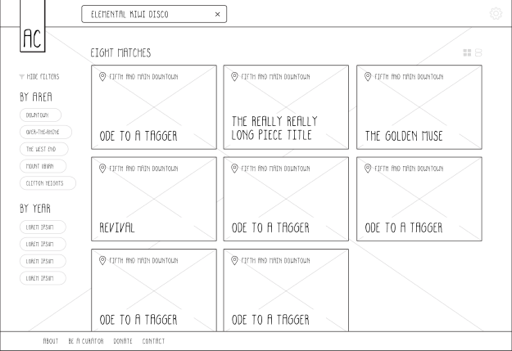 ELEMENTAL KIWI DISCO
AC
EIGHT MATCHES
HIDE FILTERS
BY AREA
DOWNTOWN
OVER-THE-RHINE
THE WEST END
MOUNT ADAMS
CLIFTON HEIGHTS
BY YEAR
LOREM IPSUM
LOREM IPSUM
LOREM IPSUM
LOREM IPSUM
FIFTH AND MAIN DOWNTOWN
ODE TO A TAGGER
FIFTH AND MAIN DOWNTOWN
THE REALLY REALLY
LONG PIECE TITLE
FIFTH AND MAIN DOWNTOWN
THE GOLDEN MUSE
FIFTH AND MAIN DOWNTOWN
REVIVAL
FIFTH AND MAIN DOWNTOWN
ODE TO A TAGGER
FIFTH AND MAIN DOWNTOWN
ODE TO A TAGGER
FIFTH AND MAIN DOWNTOWN
ODE TO A TAGGER
FIFTH AND MAIN DOWNTOWN
ODE TO A TAGGER
ABOUT BE A CURATOR DONATE CONTACT